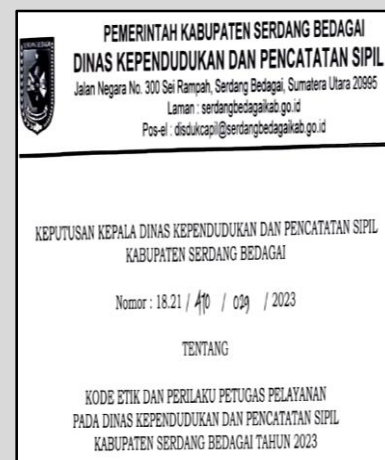 PEMERINTAH KABUPATEN SERDANG BEDAGAI
DINAS KEPENDUDUKAN DAN PENCATATAN SIPIL
Jalan Negara No. 300 Sei Rampah, Serdang Bedagai, Sumatera Utara 20995
Laman : serdangbedagaikab.go.id
Pos-el : disdukcapil@serdangbedagaikab.go.id
KEPUTUSAN KEPALA DINAS KEPENDUDUKAN DAN PENCATATAN SIPIL
KABUPATEN SERDANG BEDAGAI
Nomor : 18.21 / 470 / 029 / 2023
TENTANG
KODE ETIK DAN PERILAKU PETUGAS PELAYANAN
PADA DINAS KEPENDUDUKAN DAN PENCATATAN SIPIL
KABUPATEN SERDANG BEDAGAI TAHUN 2023